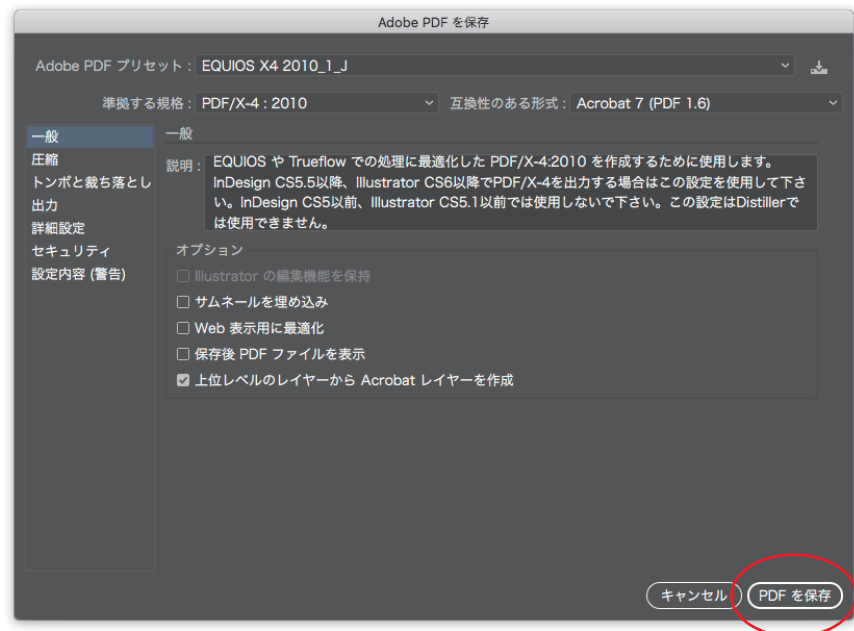 Adobe PDF を保存
Adobe PDF プリセット： EQUIOS X4 2010_1_J
準拠する規格： PDF/X-4 : 2010 互換性のある形式： Acrobat 7 (PDF 1.6)
一般
圧縮
トンボと裁ち落とし
出力
詳細設定
セキュリティ
設定内容 (警告)
一般
説明： EQUIOS や Trueflow での処理に最適化した PDF/X-4:2010 を作成するために使用します。
InDesign CS5.5以降、Illustrator CS6以降でPDF/X-4を出力する場合はこの設定を使用して下さ
い。InDesign CS5以前、Illustrator CS5.1以前では使用しないで下さい。この設定はDistillerで
は使用できません。
オプション
Illustrator の編集機能を保持
サムネールを埋め込み
Web 表示用に最適化
保存後 PDF ファイルを表示
上位レベルのレイヤーから Acrobat レイヤーを作成
キャンセル PDF を保存